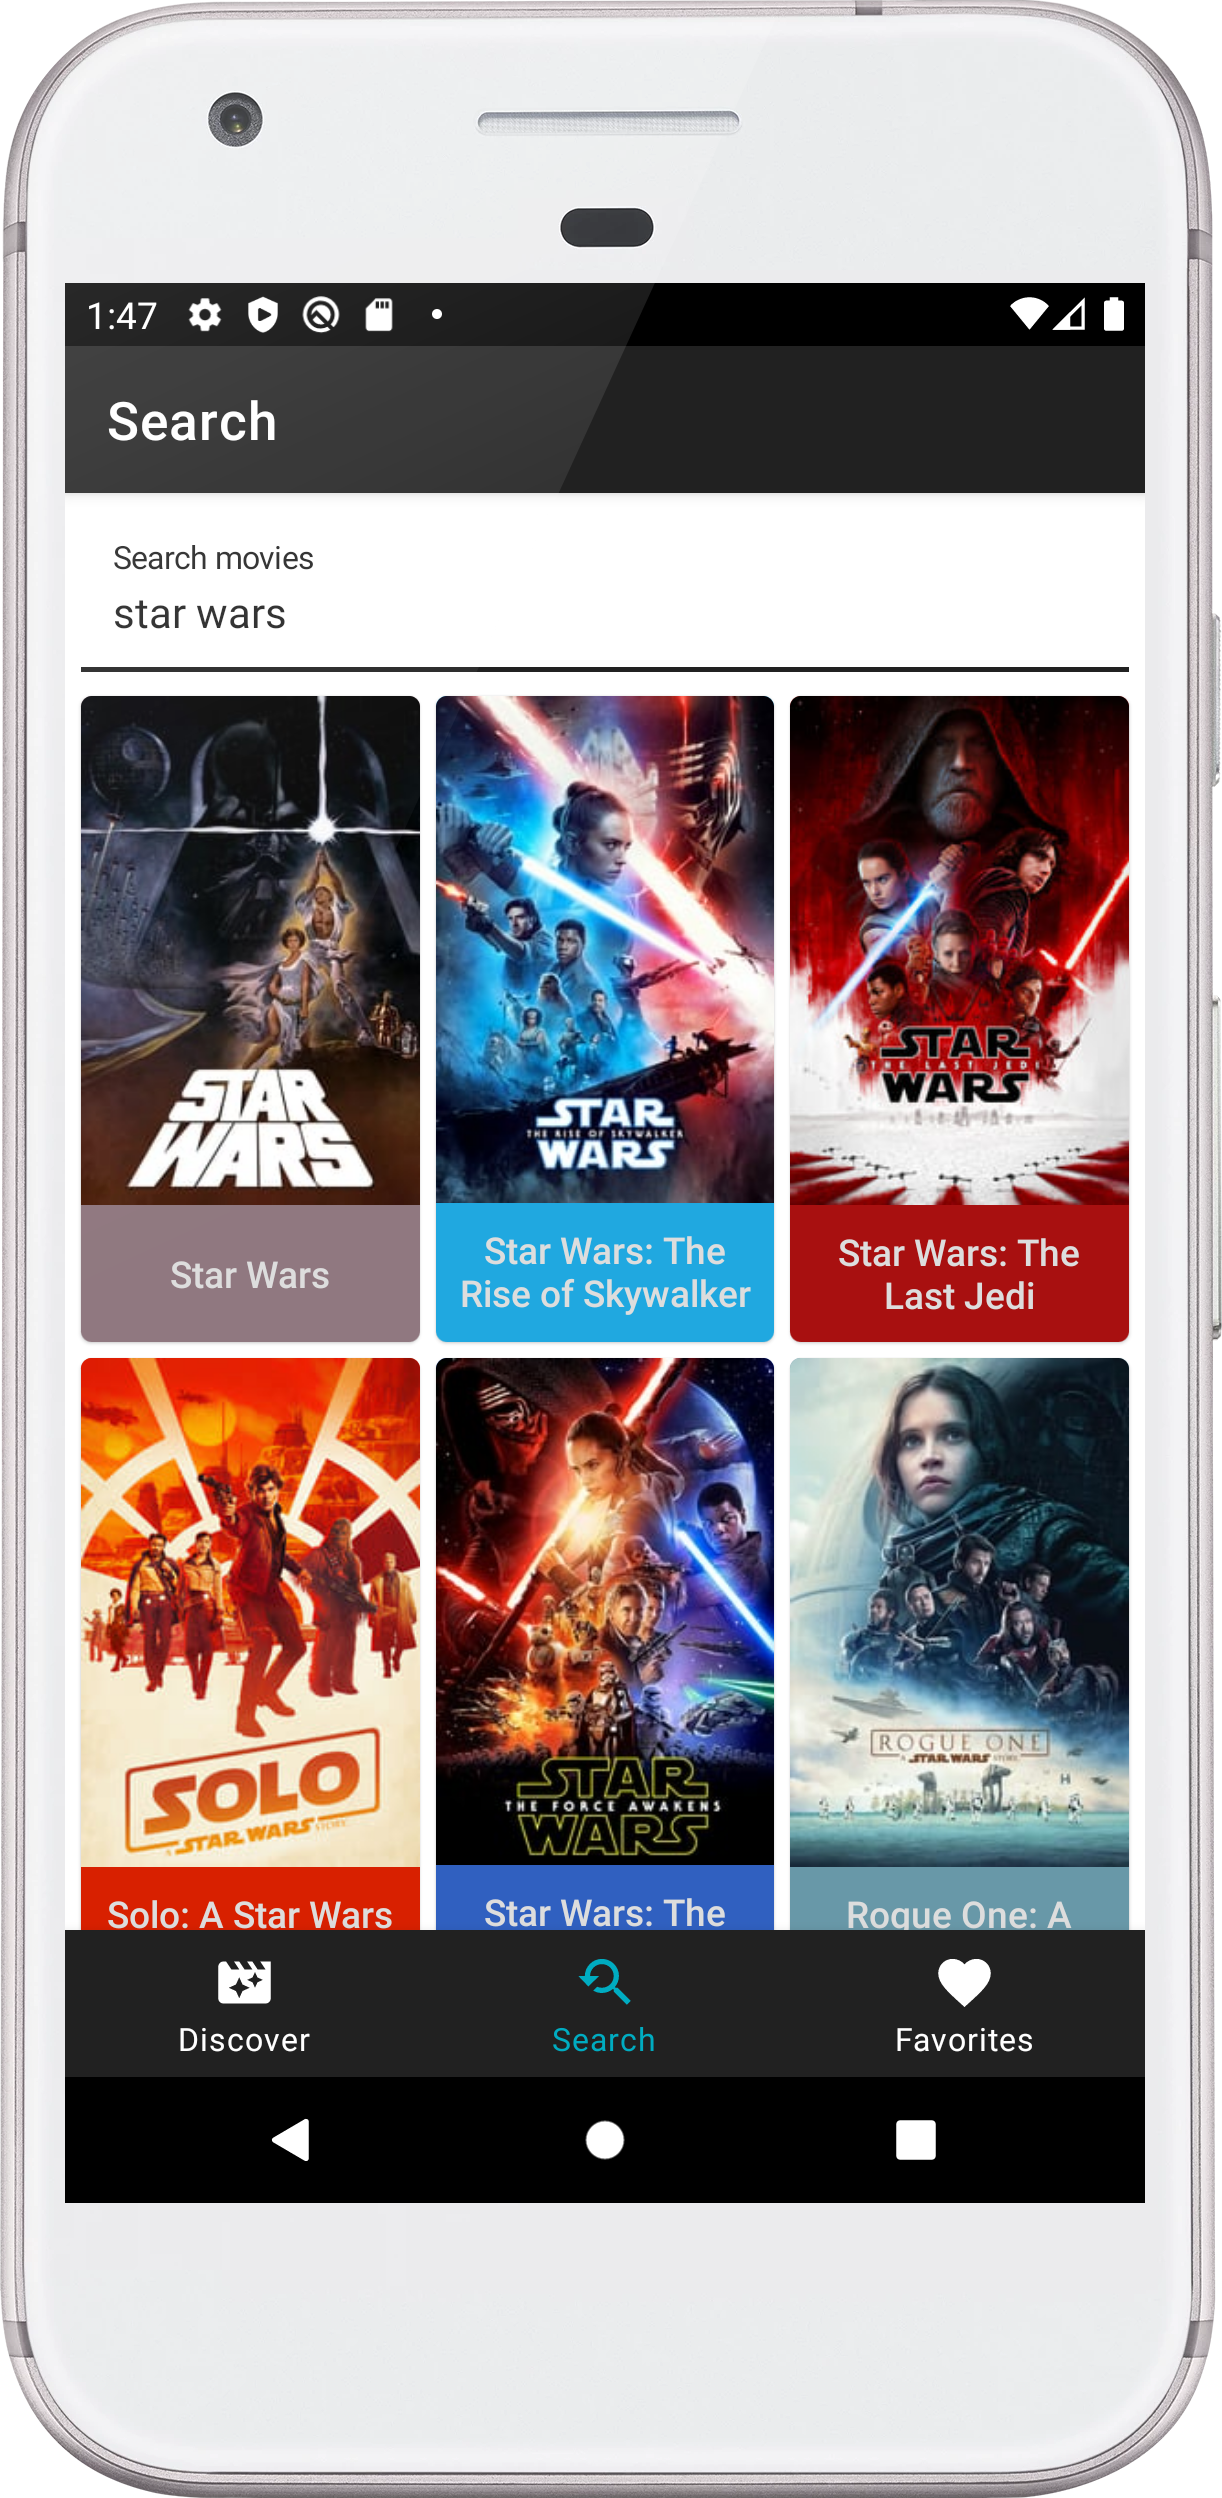 1:47
Search
Search movies
star wars
STAR
WARS
STAR
THE RISE OF SKYWALKER
WARS
STAR
THE LAST JEDI
WARS
Star Wars
Star Wars: The
Rise of Skywalker
Star Wars: The
Last Jedi
SOLO
A STAR WARS STORY
STAR
THE FORCE AWAKENS
WARS
ROGUE ONE
A STAR WARS STORY
Solo: A Star Wars
Star Wars: The
Rogue One: A
Discover
Search
Favorites